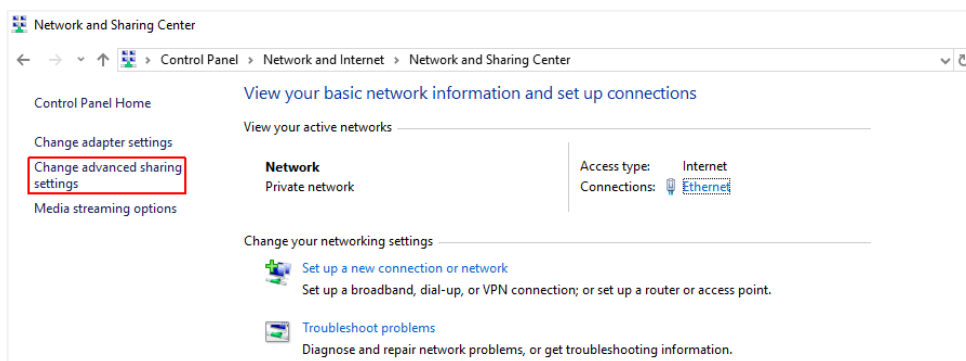 Network and Sharing Center
Control Panel > Network and Internet > Network and Sharing Center
Control Panel Home
Change adapter settings
Change advanced sharing
settings
Media streaming options
View your basic network information and set up connections
View your active networks
Network
Private network
Access type: Internet
Connections: Ethernet
Change your networking settings
Set up a new connection or network
Set up a broadband, dial-up, or VPN connection; or set up a router or access point.
Troubleshoot problems
Diagnose and repair network problems, or get troubleshooting information.